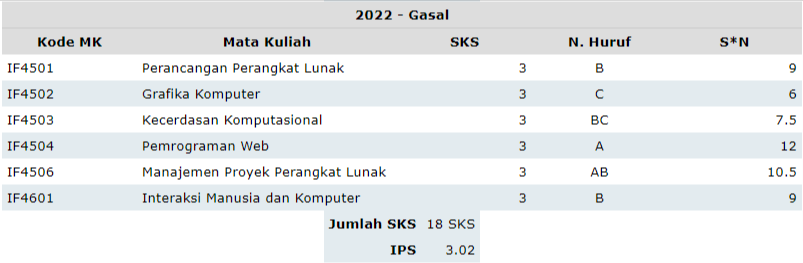 2022 - Gasal
Kode MK Mata Kuliah SKS N. Huruf S*N
IF4501 Perancangan Perangkat Lunak 3 B 9
IF4502 Grafika Komputer 3 C 6
IF4503 Kecerdasan Komputasional 3 BC 7.5
IF4504 Pemrograman Web 3 A 12
IF4506 Manajemen Proyek Perangkat Lunak 3 AB 10.5
IF4601 Interaksi Manusia dan Komputer 3 B 9
Jumlah SKS 18 SKS
IPS 3.02